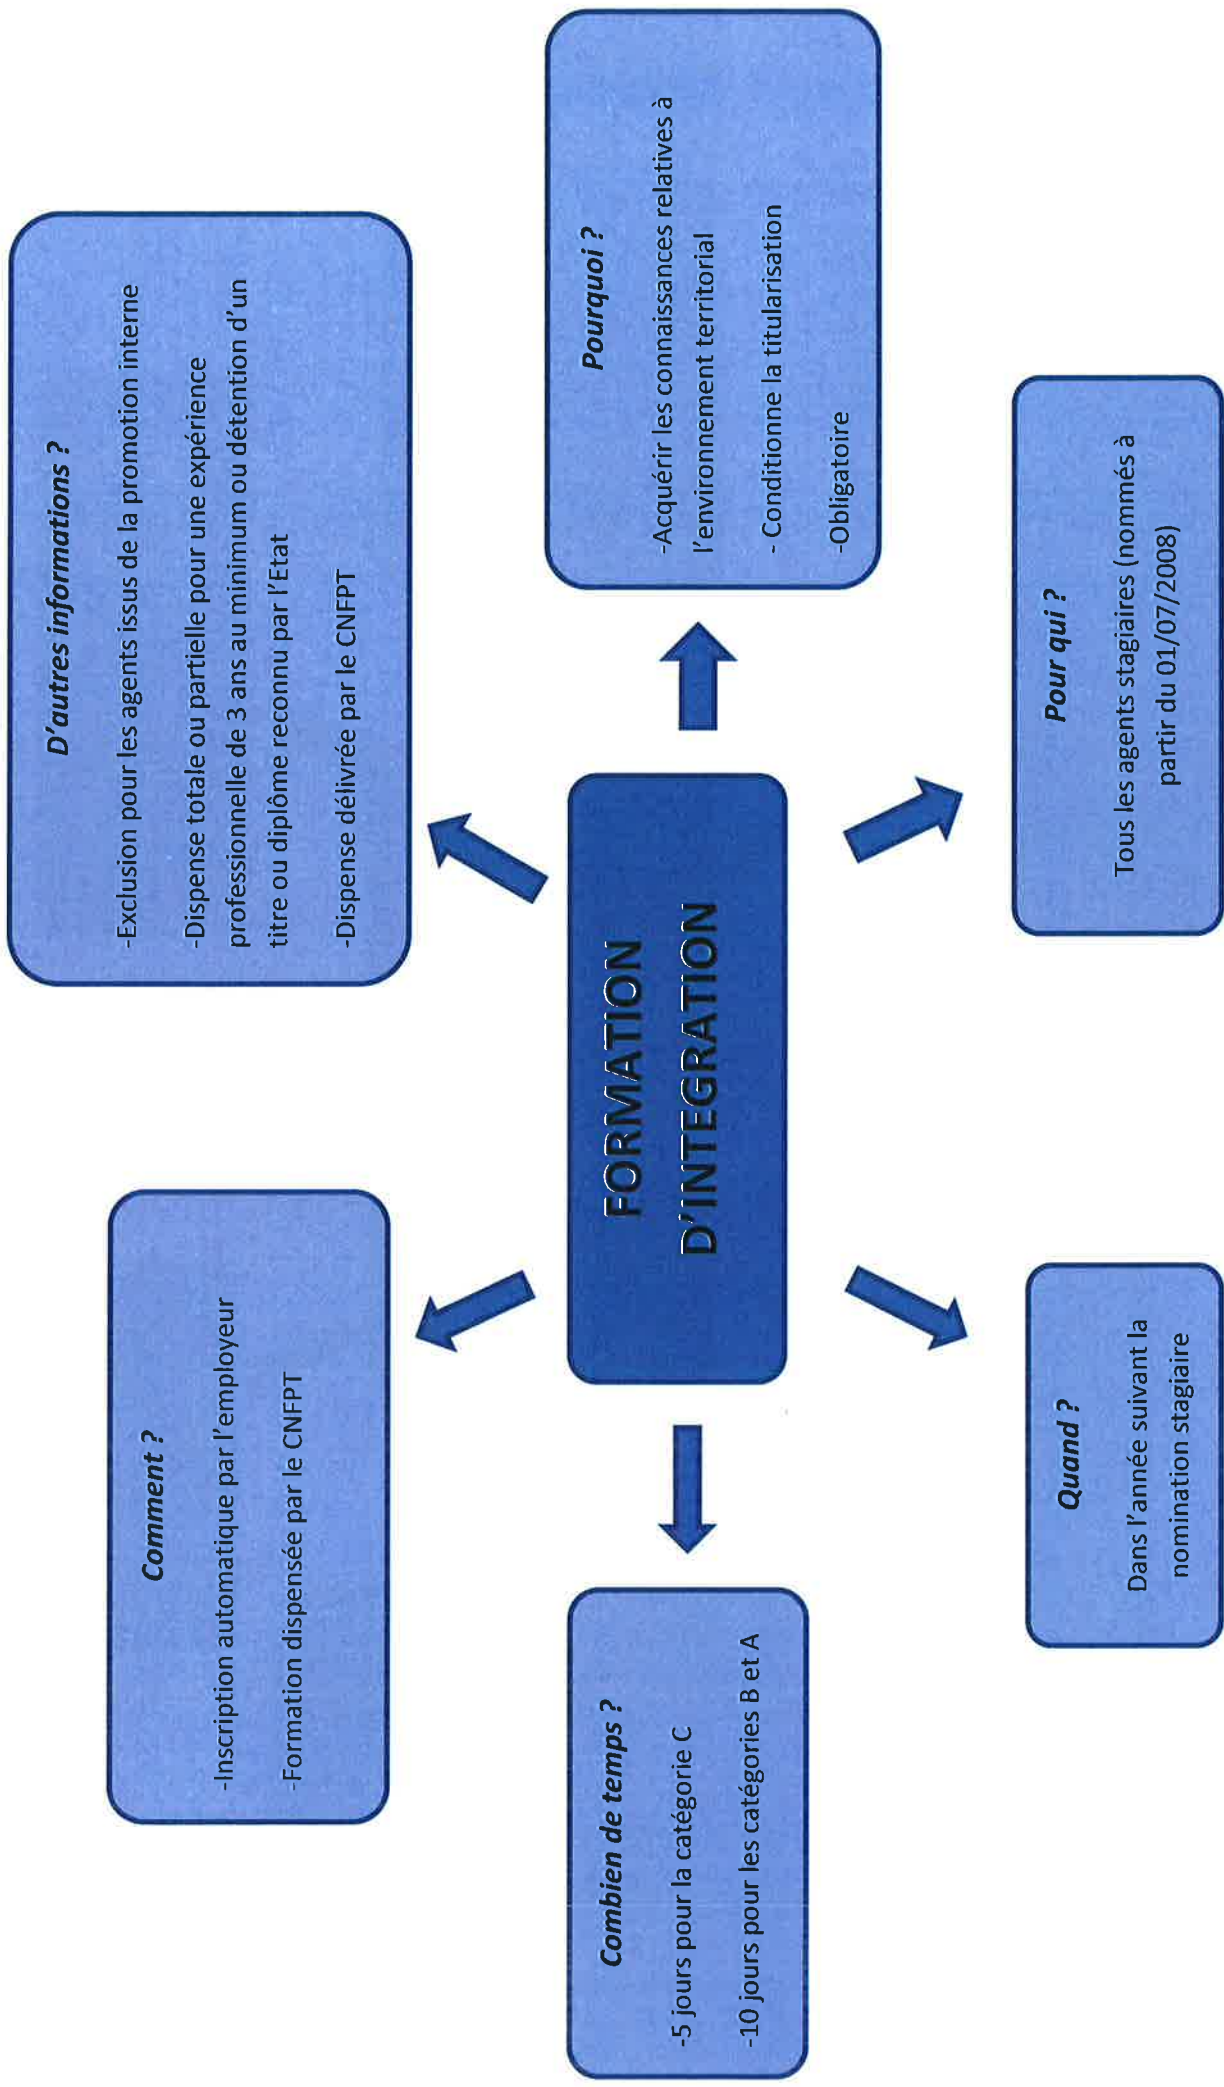 Comment ?
-Inscription automatique par l'employeur
-Formation dispensée par le CNFPT
D'autres informations ?
-Exclusion pour les agents issus de la promotion interne
-Dispense totale ou partielle pour une expérience
professionnelle de 3 ans au minimum ou détention d'un
titre ou diplôme reconnu par l'Etat
-Dispense délivrée par le CNFPT
Combien de temps ?
-5 jours pour la catégorie C
-10 jours pour les catégories B et A
FORMATION
D'INTEGRATION
Pourquoi ?
-Acquérir les connaissances relatives à
l'environnement territorial
- Conditionne la titularisation
-Obligatoire
Quand ?
Dans l'année suivant la
nomination stagiaire
Pour qui ?
Tous les agents stagiaires (nommés à
partir du 01/07/2008)